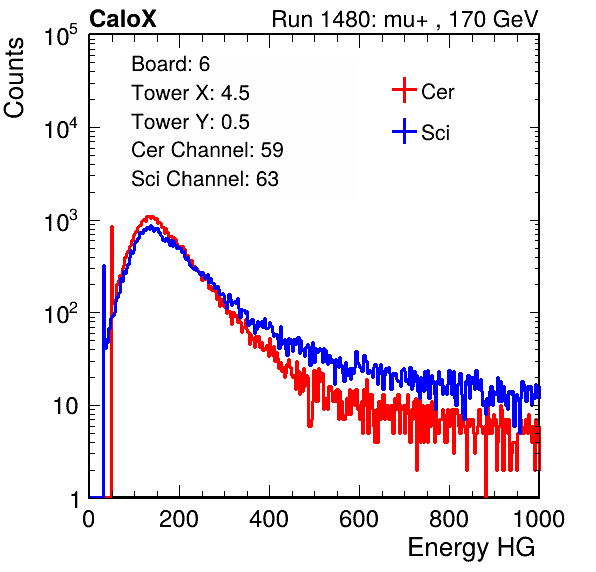 CaloX Run 1480: mu+ , 170 GeV
Board: 6
Tower X: 4.5
Tower Y: 0.5
Cer Channel: 59
Sci Channel: 63
Cer
Sci
Counts
10^5
10^4
10^3
10^2
10
1
0 200 400 600 800 1000
Energy HG